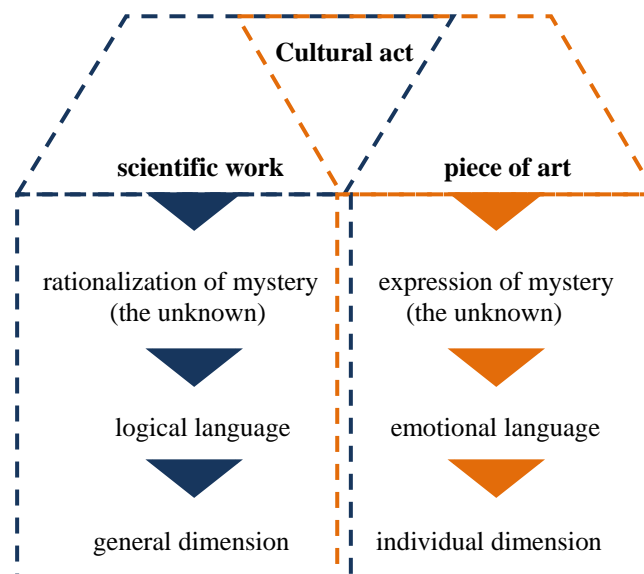 Cultural act
scientific work
piece of art
rationalization of mystery
(the unknown)
expression of mystery
(the unknown)
logical language
emotional language
general dimension
individual dimension